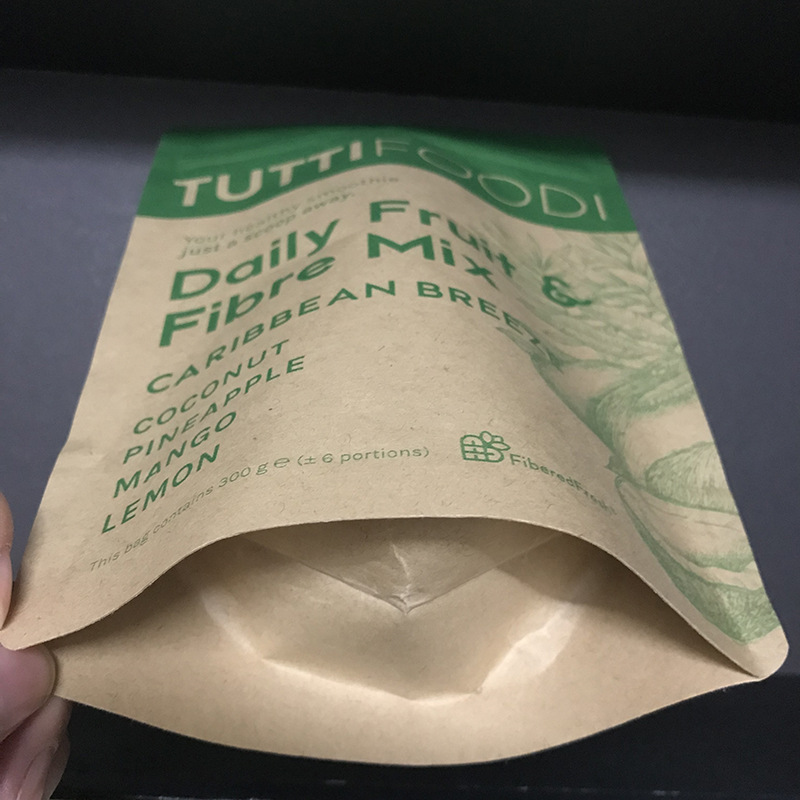 TUTTIFOODI
Your healthy smoothie
just a scoop away.
Daily Fruit &
Fibre Mix
CARIBBEAN BREEZE
COCONUT
PINEAPPLE
MANGO
LEMON
This bag contains 300 g ℮ (± 6 portions)
FiberedFruit